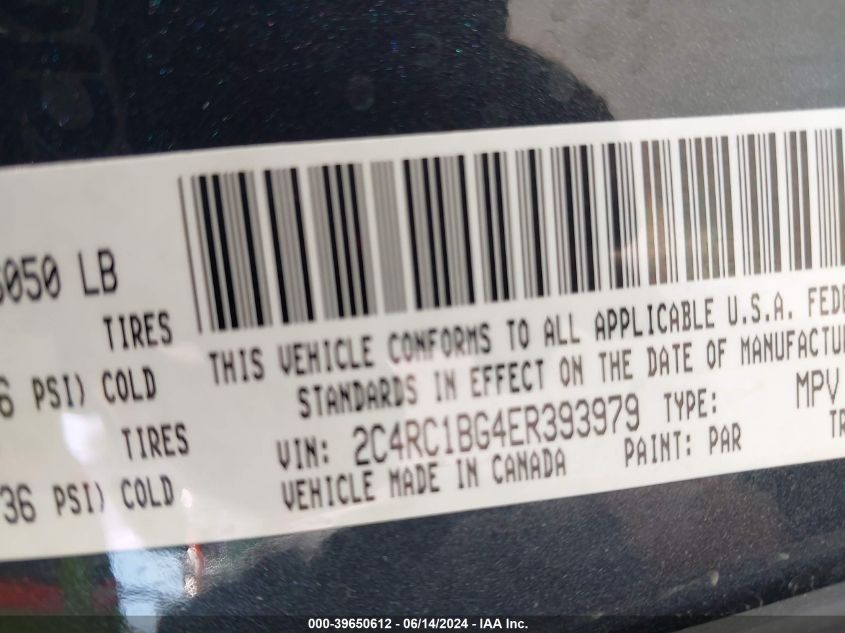 6050 LB
TIRES
6 PSI) COLD
TIRES
36 PSI) COLD
THIS VEHICLE CONFORMS TO ALL APPLICABLE U.S.A. FEDE
STANDARDS IN EFFECT ON THE DATE OF MANUFACTU
VIN: 2C4RC1BG4ER393979 TYPE: MPV
VEHICLE MADE IN CANADA PAINT: PAR TR
000-39650612 - 06/14/2024 - IAA Inc.